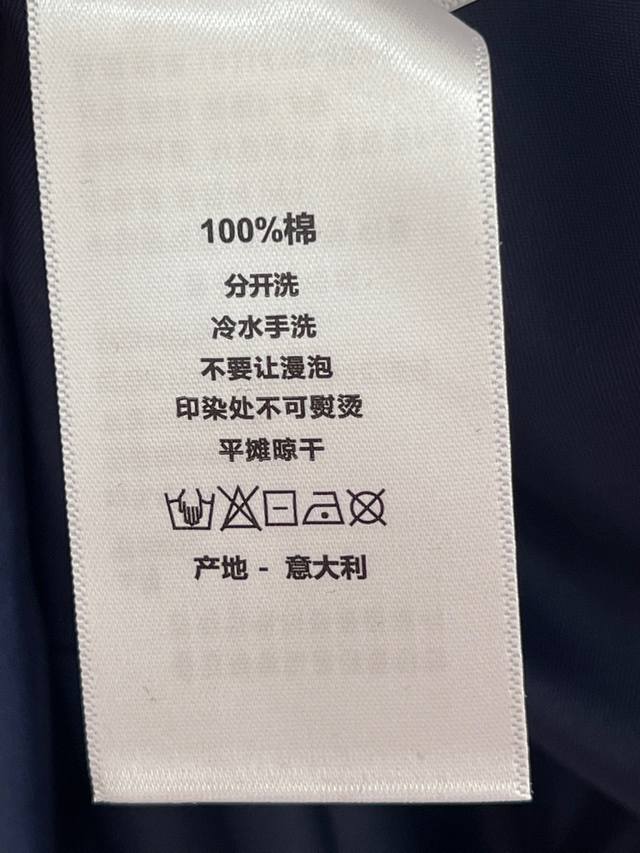 100%棉
分开洗
冷水手洗
不要让漫泡
印染处不可熨烫
平摊晾干
产地 - 意大利